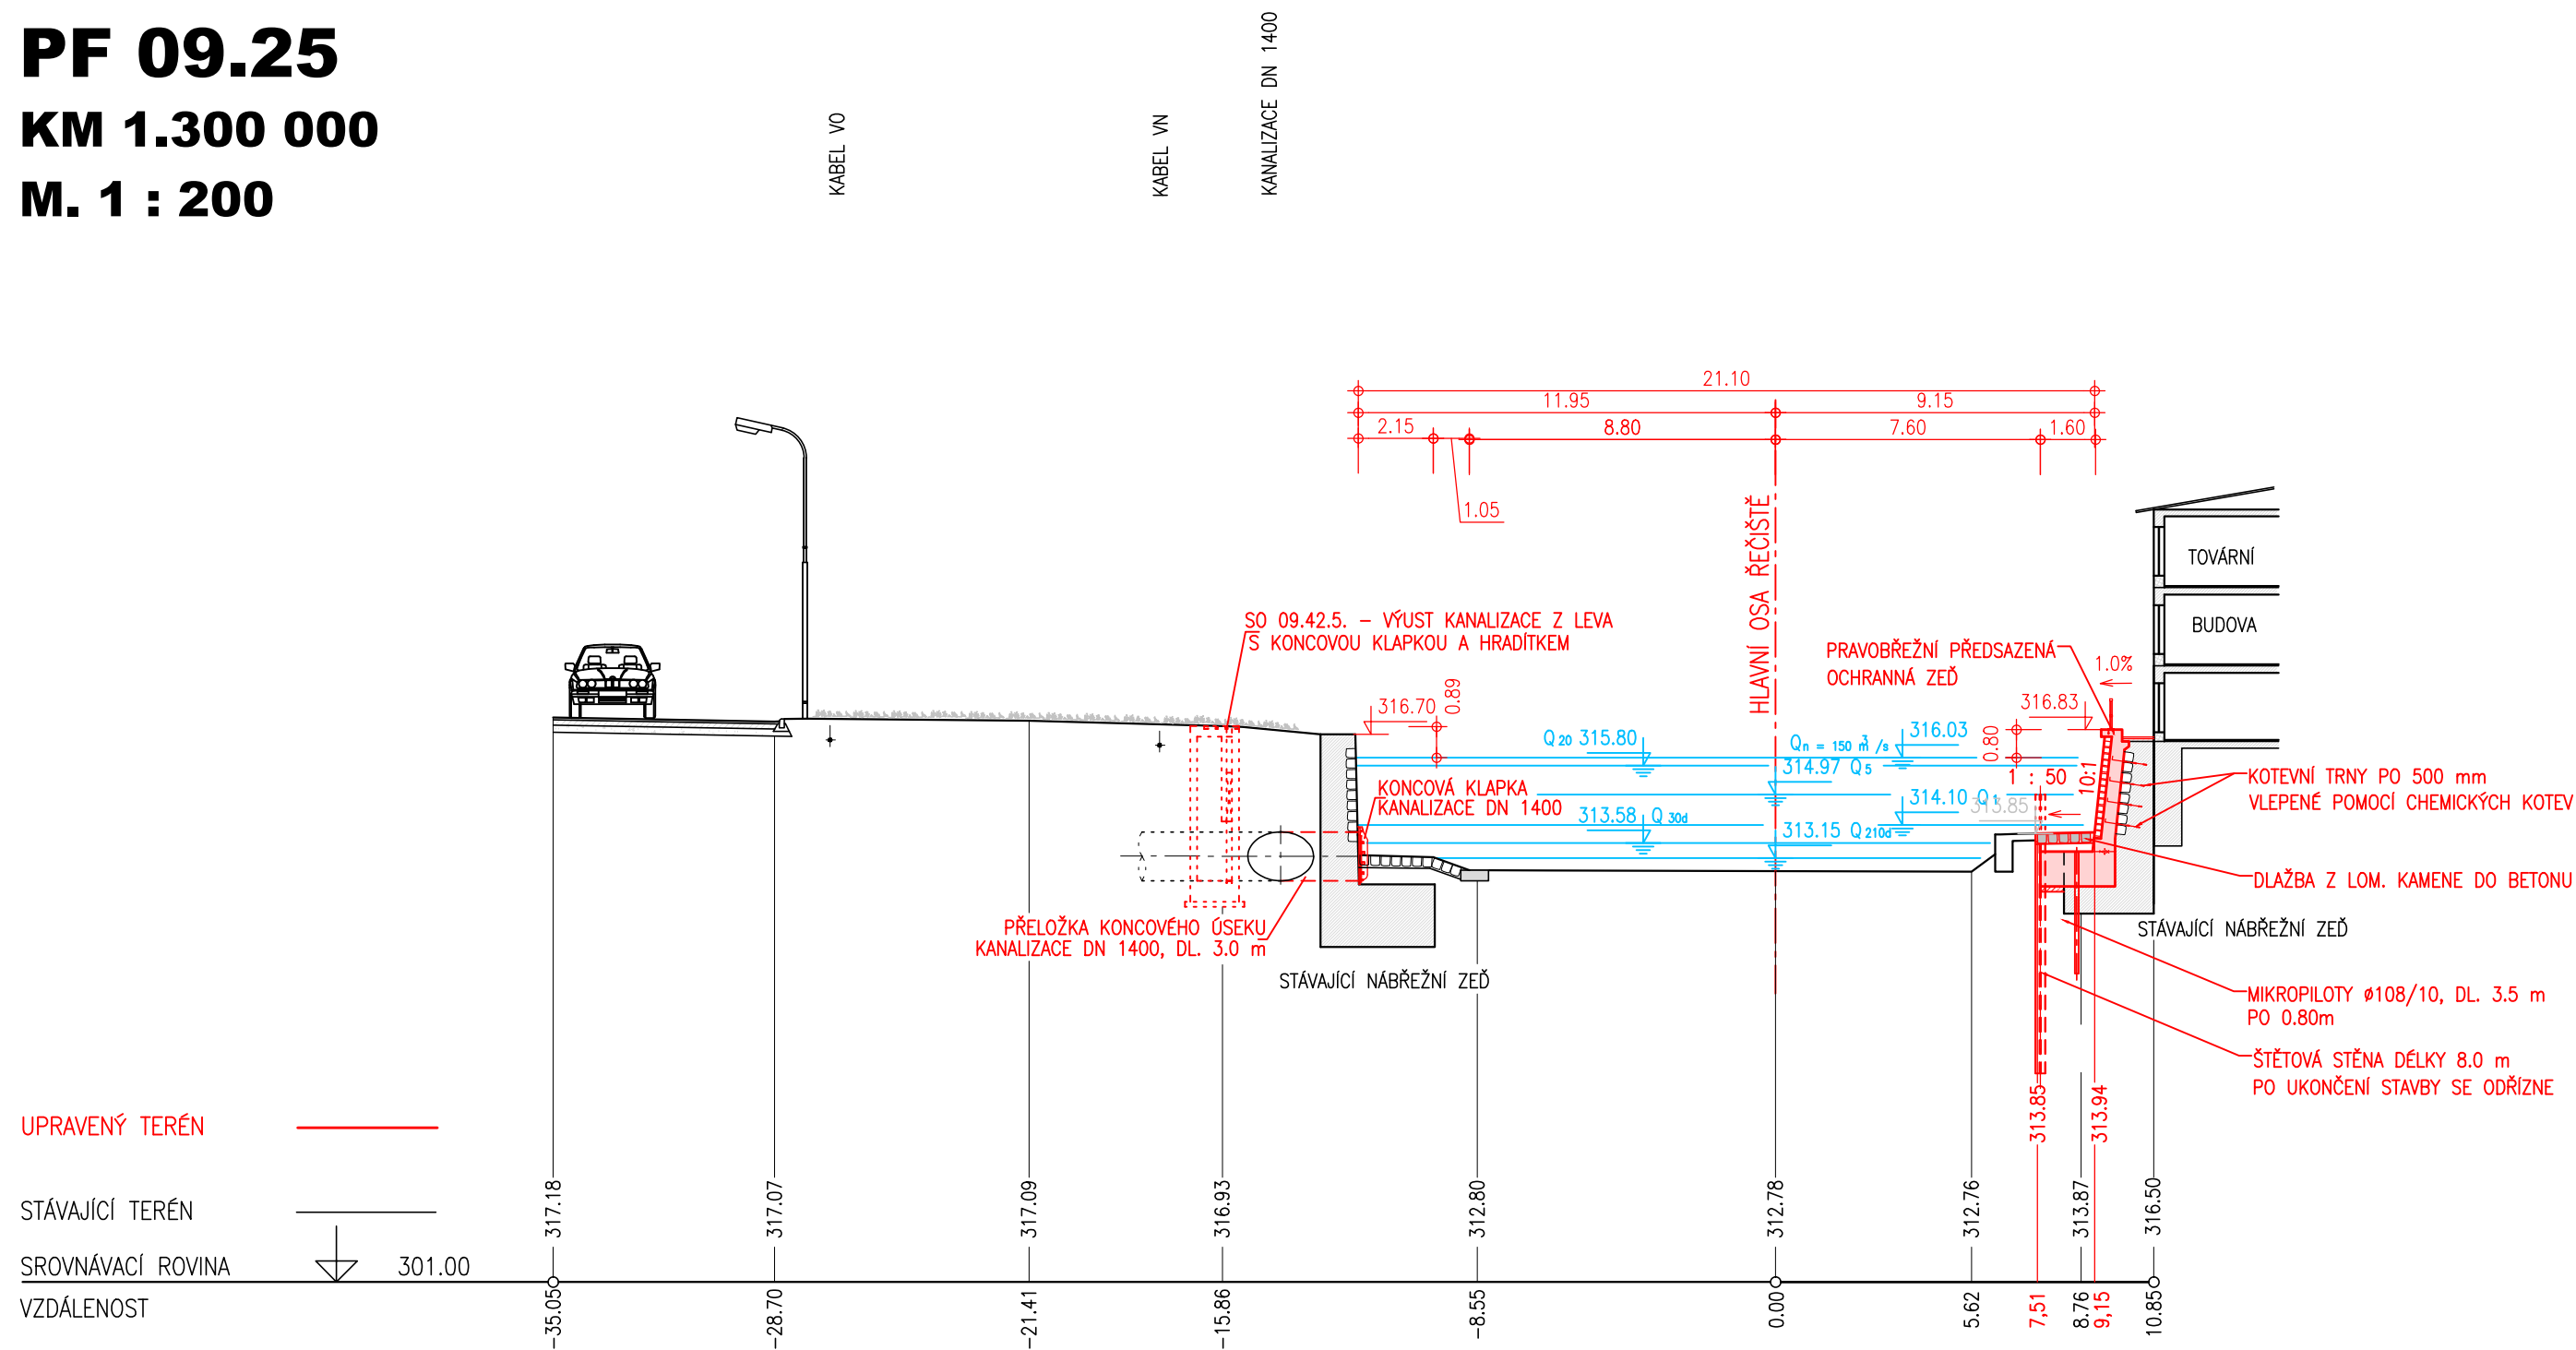 PF 09.25
KM 1.300 000
M. 1 : 200
KABEL VO
KABEL VN
KANALIZACE DN 1400
21.10
11.95
9.15
2.15
8.80
7.60
1.60
1.05
HLAVNÍ OSA ŘEČIŠTĚ
TOVÁRNÍ
BUDOVA
SO 09.42.5. – VÝUST KANALIZACE Z LEVA
S KONCOVOU KLAPKOU A HRADÍTKEM
PRAVOBŘEŽNÍ PŘEDSAZENÁ
OCHRANNÁ ZEĎ
1.0%
316.70
0.89
316.83
0.80
Q20 315.80
Qn = 150 m3/s
316.03
314.97 Q5
1 : 50
10:1
KONCOVÁ KLAPKA
KANALIZACE DN 1400
314.10 Q1
313.85
313.58 Q30d
313.15 Q210d
KOTEVNÍ TRNY PO 500 mm
VLEPENÉ POMOCÍ CHEMICKÝCH KOTEV
DLAŽBA Z LOM. KAMENE DO BETONU
PŘELOŽKA KONCOVÉHO ÚSEKU
KANALIZACE DN 1400, DL. 3.0 m
STÁVAJÍCÍ NÁBŘEŽNÍ ZEĎ
STÁVAJÍCÍ NÁBŘEŽNÍ ZEĎ
MIKROPILOTY ø108/10, DL. 3.5 m
PO 0.80m
ŠTĚTOVÁ STĚNA DÉLKY 8.0 m
PO UKONČENÍ STAVBY SE ODŘÍZNE
UPRAVENÝ TERÉN
313.85
313.94
STÁVAJÍCÍ TERÉN
317.18
317.07
317.09
316.93
312.80
312.78
312.76
313.87
316.50
SROVNÁVACÍ ROVINA
301.00
VZDÁLENOST
-35.05
-28.70
-21.41
-15.86
-8.55
0.00
5.62
7,51
8.76
9,15
10.85